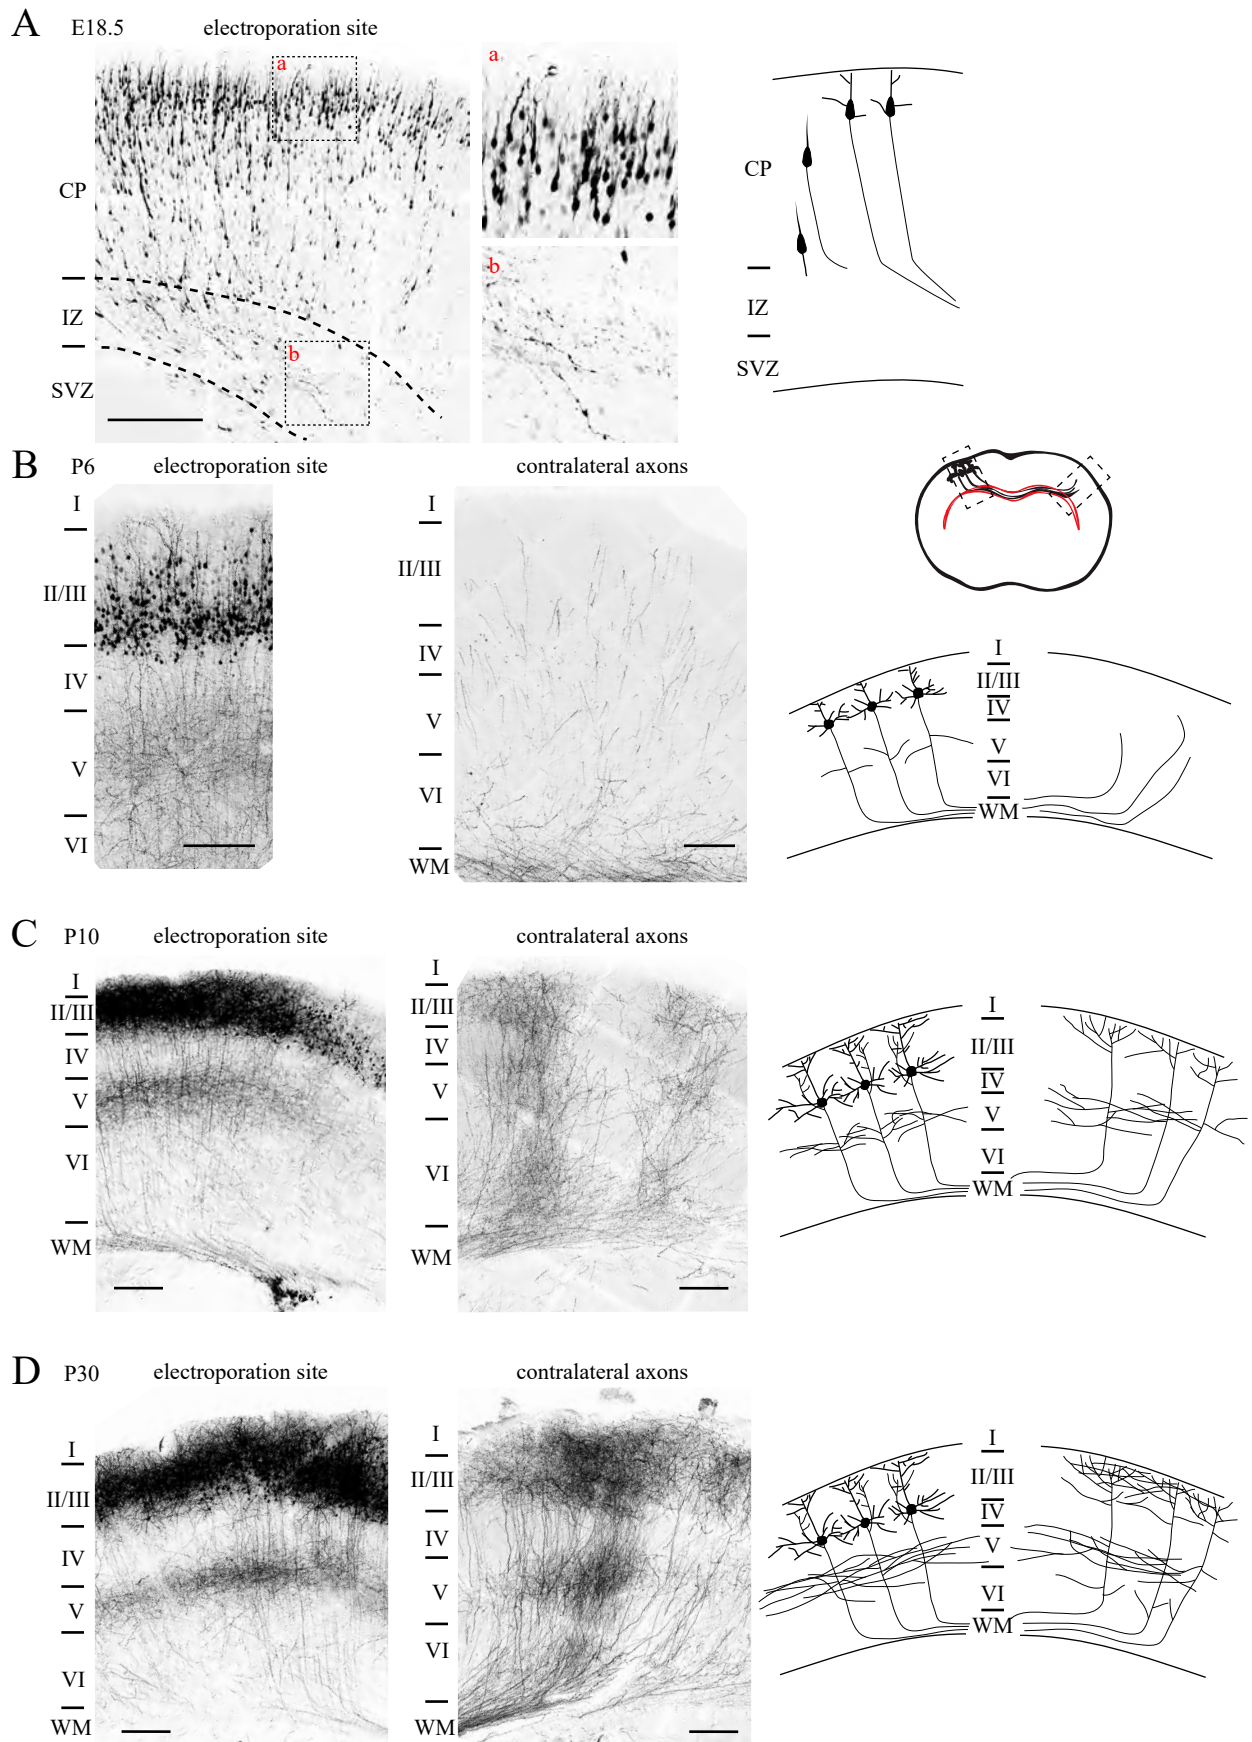 A E18.5 electroporation site
a
a
CP
IZ
SVZ
b
b
CP
IZ
SVZ
B P6 electroporation site contralateral axons
I
II/III
IV
V
VI
I
II/III
IV
V
VI
WM
I
II/III
IV
V
VI
WM
C P10 electroporation site contralateral axons
I
II/III
IV
V
VI
WM
I
II/III
IV
V
VI
WM
I
II/III
IV
V
VI
WM
D P30 electroporation site contralateral axons
I
II/III
IV
V
VI
WM
I
II/III
IV
V
VI
WM
I
II/III
IV
V
VI
WM